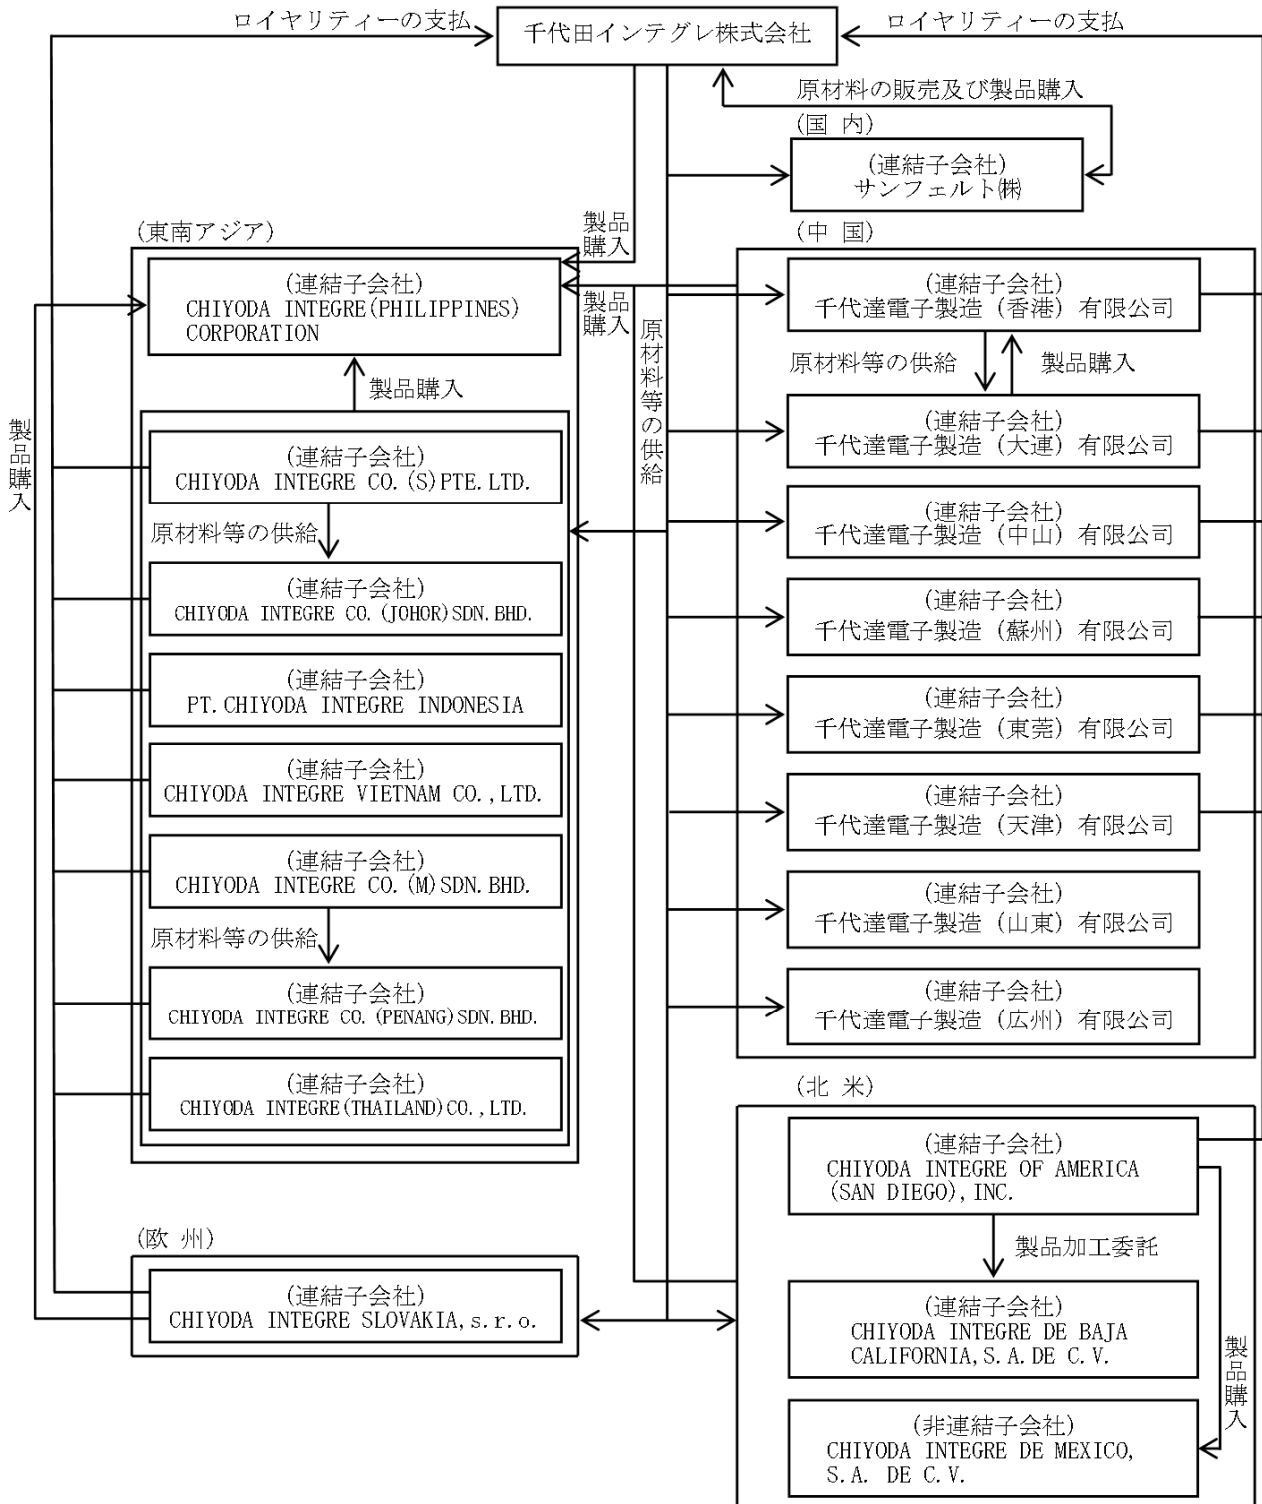 ロイヤリティーの支払
千代田インテグレ株式会社
ロイヤリティーの支払
原材料の販売及び製品購入
(国 内)
(連結子会社)
サンフェルト㈱
(東南アジア)
製品
購入
(中 国)
(連結子会社)
CHIYODA INTEGRE(PHILIPPINES)
CORPORATION
製品
購入
原材料等の供給
(連結子会社)
千代達電子製造（香港）有限公司
原材料等の供給
製品購入
製品購入
製品購入
(連結子会社)
千代達電子製造（大連）有限公司
(連結子会社)
CHIYODA INTEGRE CO.(S)PTE.LTD.
原材料等の供給
(連結子会社)
千代達電子製造（中山）有限公司
(連結子会社)
CHIYODA INTEGRE CO.(JOHOR)SDN.BHD.
(連結子会社)
千代達電子製造（蘇州）有限公司
(連結子会社)
PT.CHIYODA INTEGRE INDONESIA
(連結子会社)
千代達電子製造（東莞）有限公司
(連結子会社)
CHIYODA INTEGRE VIETNAM CO.,LTD.
(連結子会社)
千代達電子製造（天津）有限公司
(連結子会社)
CHIYODA INTEGRE CO.(M)SDN.BHD.
原材料等の供給
(連結子会社)
千代達電子製造（山東）有限公司
(連結子会社)
CHIYODA INTEGRE CO.(PENANG)SDN.BHD.
(連結子会社)
千代達電子製造（広州）有限公司
(連結子会社)
CHIYODA INTEGRE(THAILAND)CO.,LTD.
(北 米)
(連結子会社)
CHIYODA INTEGRE OF AMERICA
(SAN DIEGO),INC.
製品加工委託
(欧 州)
(連結子会社)
CHIYODA INTEGRE SLOVAKIA,s.r.o.
(連結子会社)
CHIYODA INTEGRE DE BAJA
CALIFORNIA,S.A.DE C.V.
製品購入
(非連結子会社)
CHIYODA INTEGRE DE MEXICO,
S.A. DE C.V.